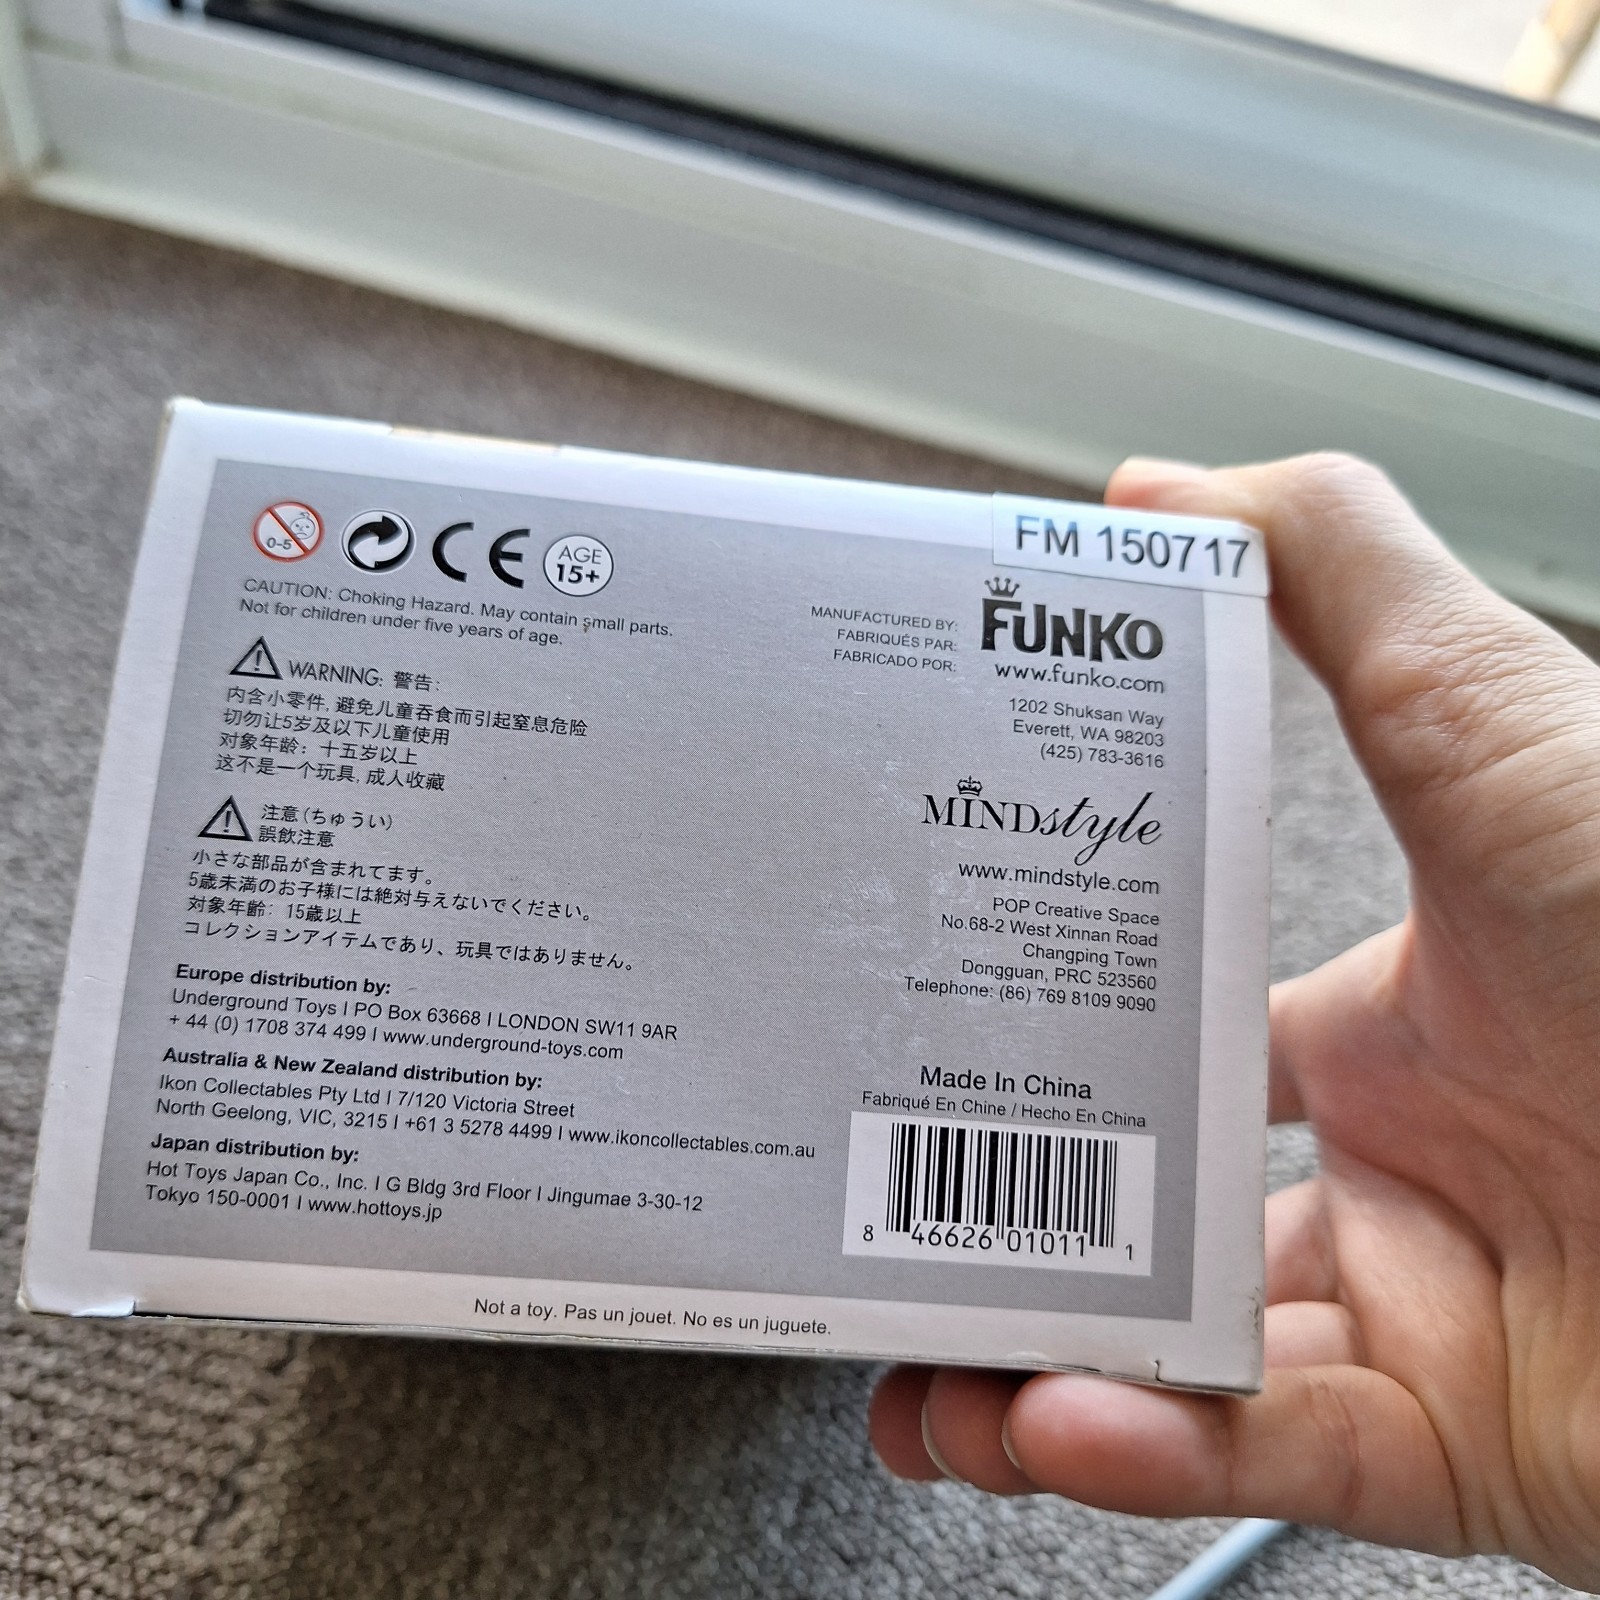 FM 150717
0-5
CE
AGE
15+
CAUTION: Choking Hazard. May contain small parts.
Not for children under five years of age.
WARNING: 警告:
内含小零件, 避免儿童吞食而引起窒息危险
切勿让5岁及以下儿童使用
对象年龄: 十五岁以上
这不是一个玩具, 成人收藏
注意(ちゅうい)
誤飲注意
小さな部品が含まれてます。
5歳未満のお子様には絶対与えないでください。
対象年齢: 15歳以上
コレクションアイテムであり、玩具ではありません。
Europe distribution by:
Underground Toys | PO Box 63668 | LONDON SW11 9AR
+ 44 (0) 1708 374 499 | www.underground-toys.com
Australia & New Zealand distribution by:
Ikon Collectables Pty Ltd | 7/120 Victoria Street
North Geelong, VIC, 3215 | +61 3 5278 4499 | www.ikoncollectables.com.au
Japan distribution by:
Hot Toys Japan Co., Inc. | G Bldg 3rd Floor | Jingumae 3-30-12
Tokyo 150-0001 | www.hottoys.jp
MANUFACTURED BY:
FABRIQUÉS PAR:
FABRICADO POR:
FUNKO
www.funko.com
1202 Shuksan Way
Everett, WA 98203
(425) 783-3616
MINDstyle
www.mindstyle.com
POP Creative Space
No.68-2 West Xinnan Road
Changping Town
Dongguan, PRC 523560
Telephone: (86) 769 8109 9090
Made In China
Fabriqué En Chine / Hecho En China
8 46626 01011 1
Not a toy. Pas un jouet. No es un juguete.